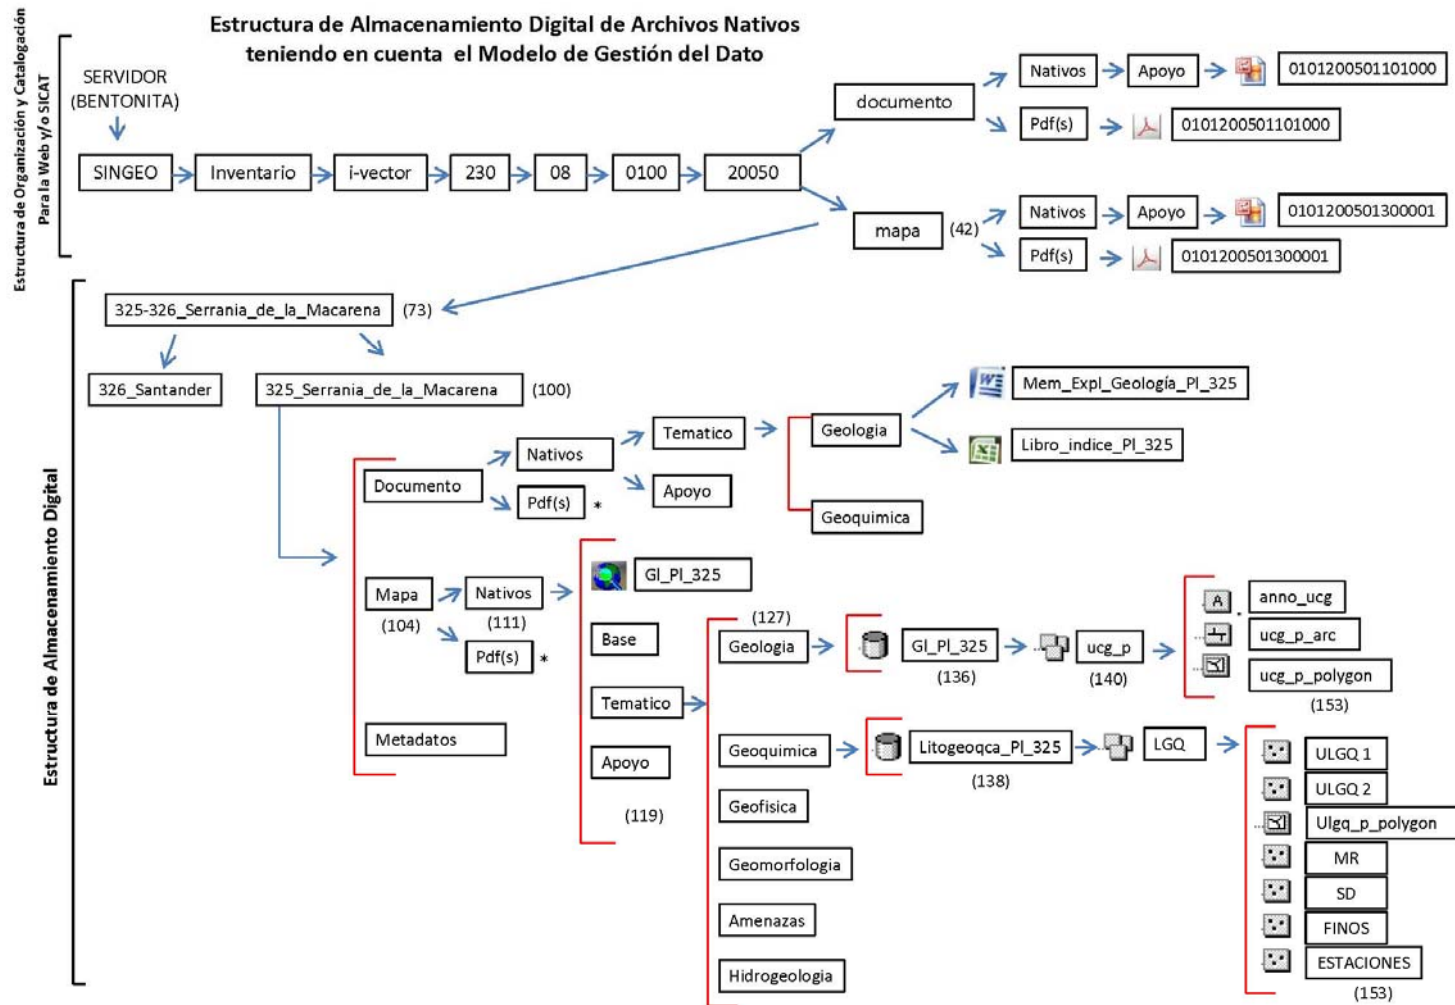 Estructura de Almacenamiento Digital de Archivos Nativos
teniendo en cuenta el Modelo de Gestión del Dato
Estructura de Organización y Catalogación
Para la Web y/o SICAT
SERVIDOR
(BENTONITA)
SINGEO
Inventario
i-vector
230
08
0100
20050
documento
Nativos
Apoyo
0101200501101000
Pdf(s)
0101200501101000
mapa
(42)
Nativos
Apoyo
0101200501300001
Pdf(s)
0101200501300001
Estructura de Almacenamiento Digital
325-326_Serrania_de_la_Macarena
(73)
326_Santander
325_Serrania_de_la_Macarena
(100)
Documento
Nativos
Pdf(s) *
Tematico
Apoyo
Geologia
Geoquimica
Mem_Expl_Geología_Pl_325
Libro_indice_Pl_325
Mapa
(104)
Nativos
(111)
Pdf(s) *
Metadatos
Gl_Pl_325
Base
Tematico
Apoyo
(119)
(127)
Geologia
Gl_Pl_325
(136)
ucg_p
(140)
A
anno_ucg
ucg_p_arc
ucg_p_polygon
(153)
Geoquimica
Litogeoqca_Pl_325
(138)
LGQ
ULGQ 1
ULGQ 2
Ulgq_p_polygon
MR
SD
FINOS
ESTACIONES
(153)
Geofisica
Geomorfologia
Amenazas
Hidrogeologia